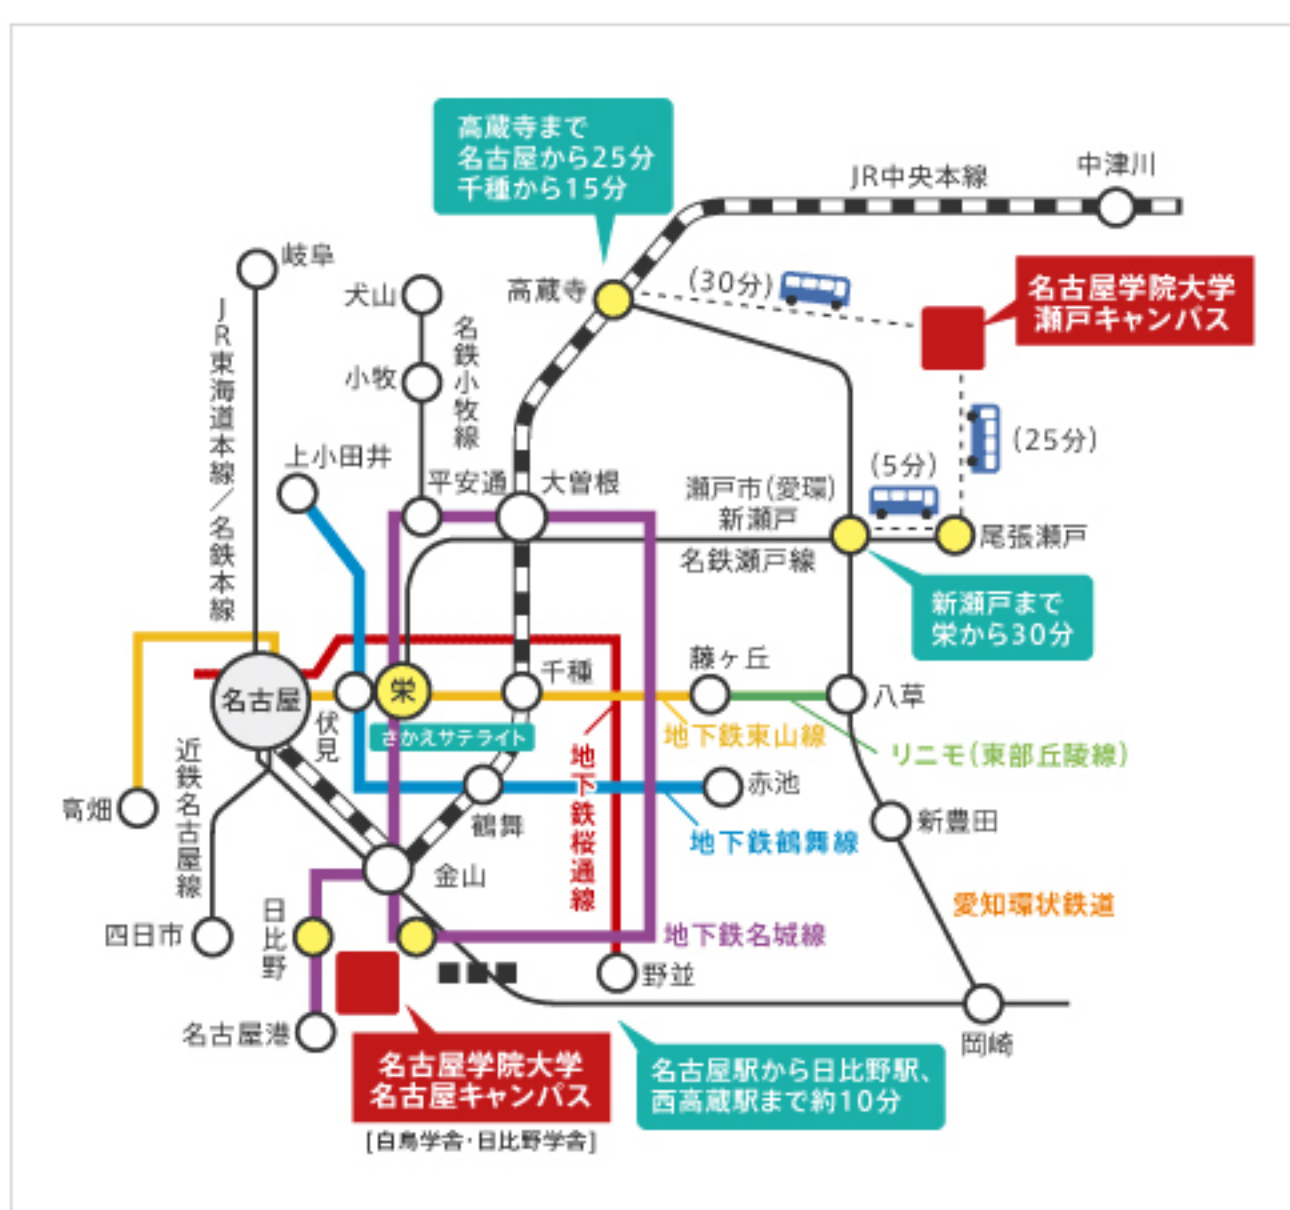 高蔵寺まで
名古屋から25分
千種から15分
JR中央本線
中津川
岐阜
犬山
高蔵寺
(30分)
名古屋学院大学
瀬戸キャンパス
JR東海道本線/名鉄本線
小牧
名鉄小牧線
上小田井
平安通
大曽根
(25分)
(5分)
瀬戸市(愛環)
新瀬戸
名鉄瀬戸線
尾張瀬戸
新瀬戸まで
栄から30分
名古屋
伏見
栄
さかえサテライト
千種
藤ヶ丘
八草
地下鉄東山線
リニモ(東部丘陵線)
近鉄名古屋線
高畑
鶴舞
地下鉄桜通線
赤池
地下鉄鶴舞線
新豊田
金山
愛知環状鉄道
四日市
日比野
地下鉄名城線
野並
名古屋港
岡崎
名古屋学院大学
名古屋キャンパス
[白鳥学舎・日比野学舎]
名古屋駅から日比野駅、
西高蔵駅まで約10分